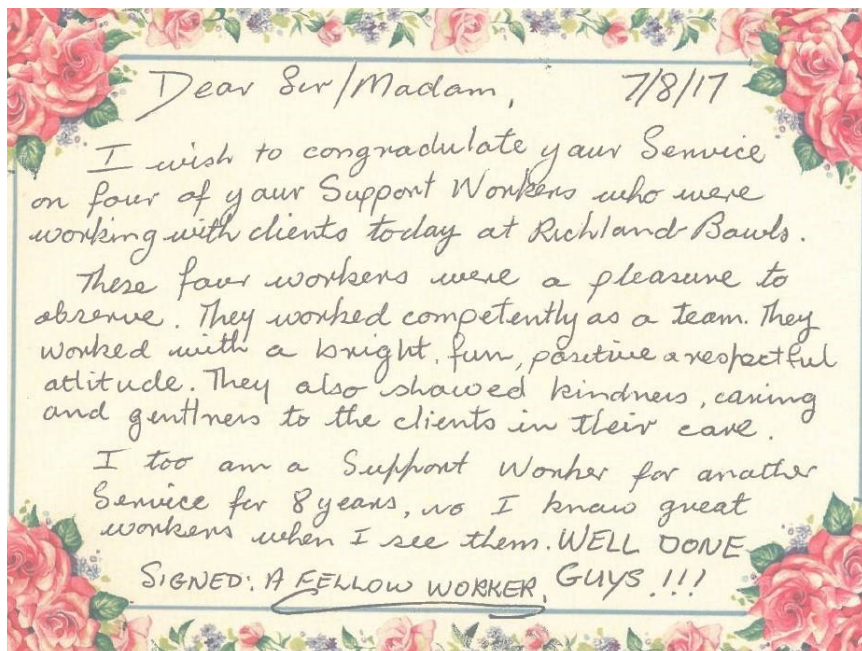 Dear Sir/Madam, 7/8/17
I wish to congradulate your Service
on four of your Support Workers who were
working with clients today at Richland Bowls.
These four workers were a pleasure to
observe. They worked competently as a team. They
worked with a bright, fun, positive & respectful
attitude. They also showed kindness, caring
and gentlness to the clients in their care.
I too am a Support Worker for another
Service for 8 years, so I know great
workers when I see them. WELL DONE
SIGNED: A FELLOW WORKER. GUYS !!!